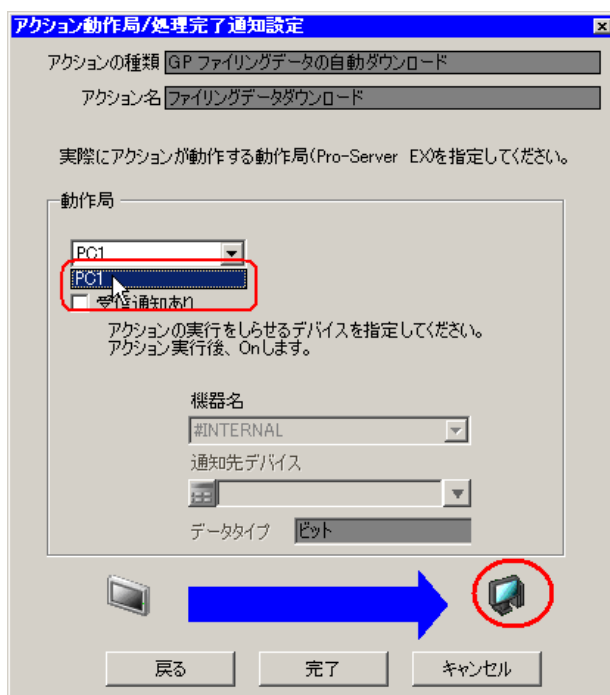 アクション動作局/処理完了通知設定
アクションの種類 GP ファイリングデータの自動ダウンロード
アクション名 ファイリングデータダウンロード
実際にアクションが動作する動作局(Pro-Server EX)を指定してください。
動作局
PC1
PC1
受信通知あり
アクションの実行をしらせるデバイスを指定してください。
アクション実行後、Onします。
機器名
#INTERNAL
通知先デバイス
データタイプ ビット
戻る 完了 キャンセル